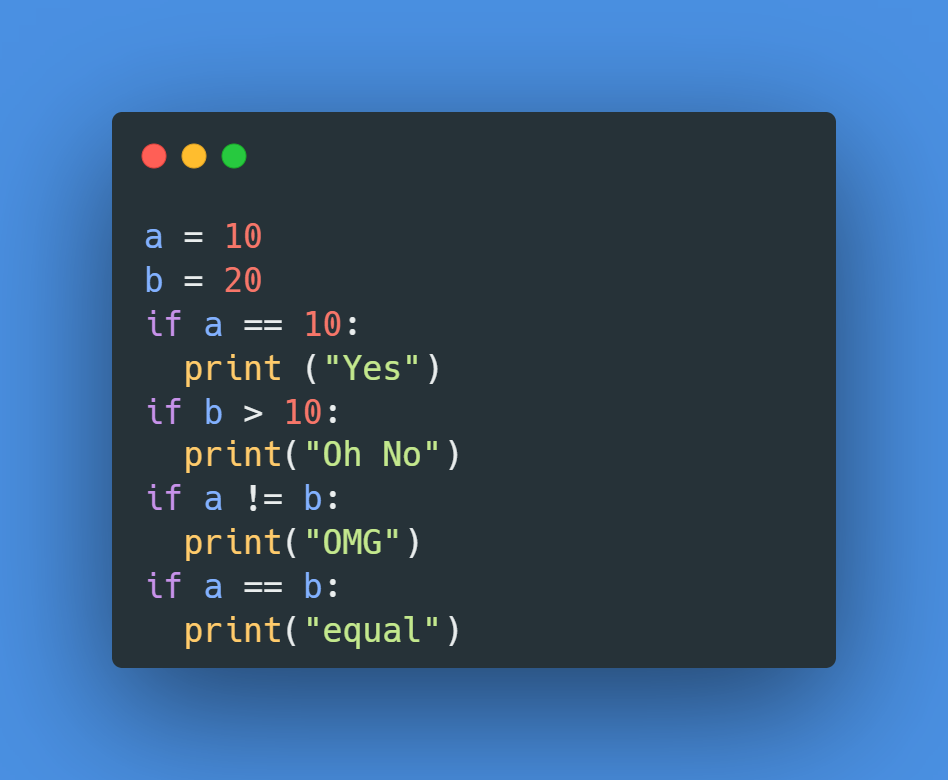 a = 10
b = 20
if a == 10:
  print ("Yes")
if b > 10:
  print("Oh No")
if a != b:
  print("OMG")
if a == b:
  print("equal")